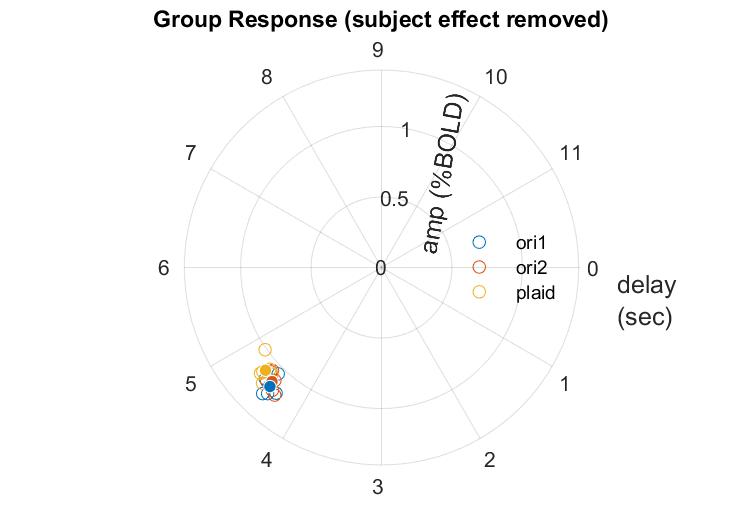 Group Response (subject effect removed)
9
8
10
1
amp (%BOLD)
7
11
0.5
ori1
6
0
ori2
0
delay
(sec)
plaid
5
1
4
2
3